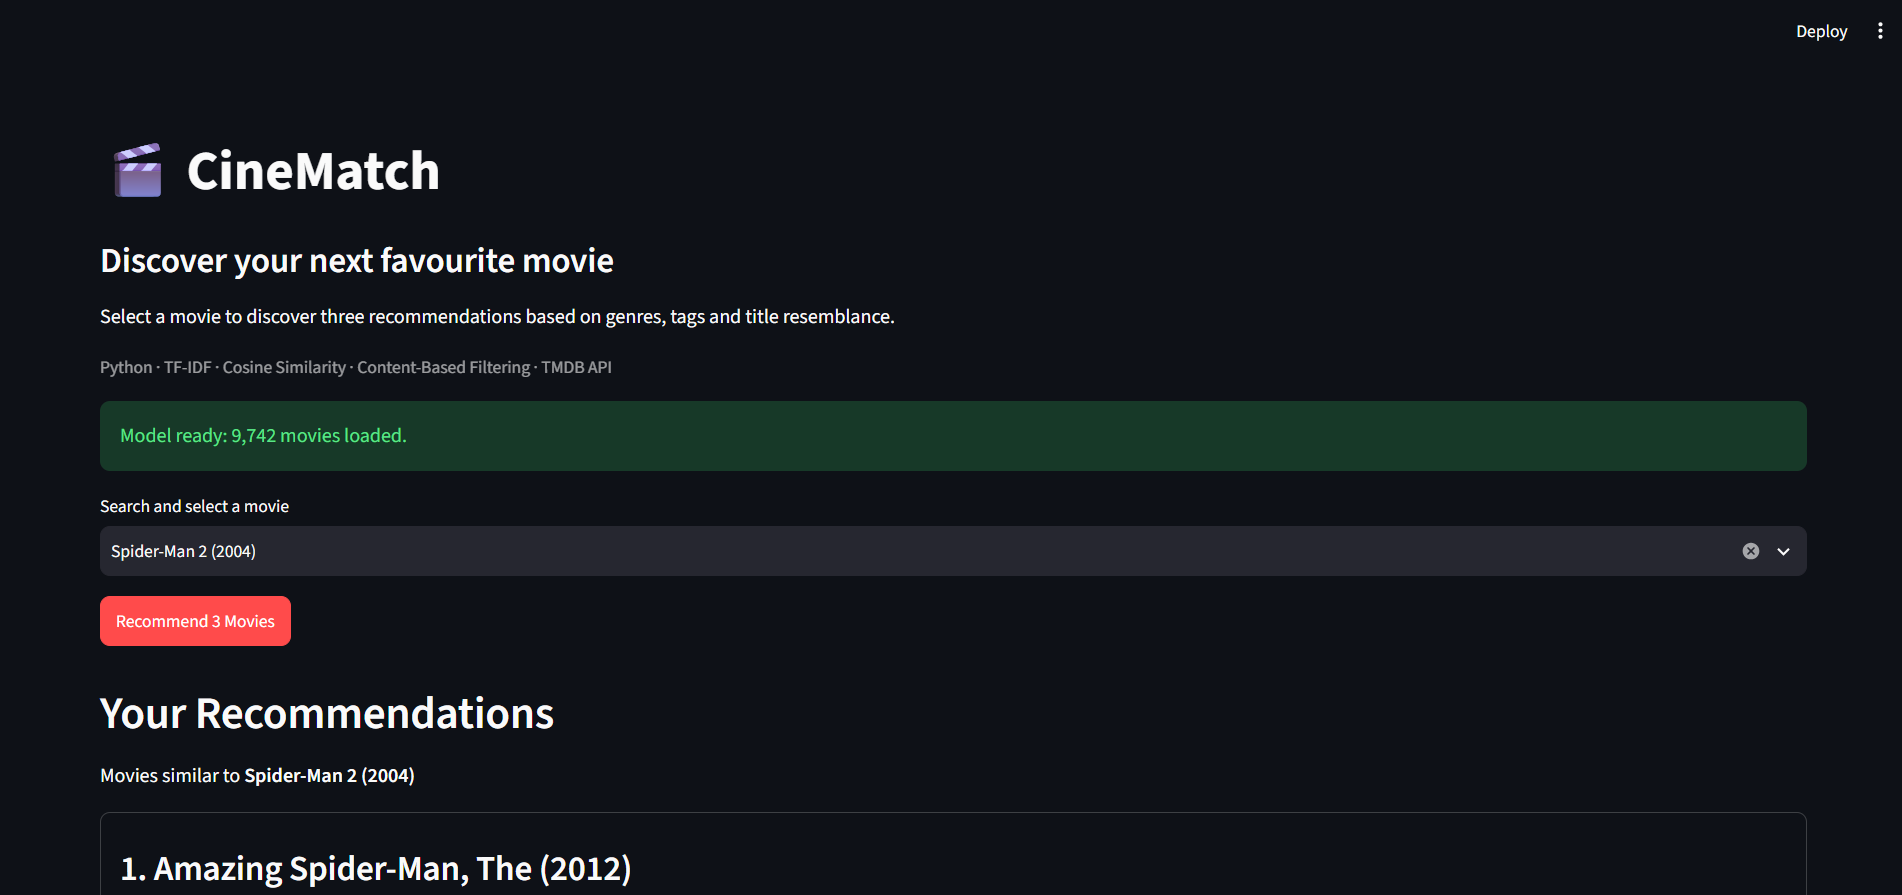 Deploy
CineMatch
Discover your next favourite movie
Select a movie to discover three recommendations based on genres, tags and title resemblance.
Python · TF-IDF · Cosine Similarity · Content-Based Filtering · TMDB API
Model ready: 9,742 movies loaded.
Search and select a movie
Spider-Man 2 (2004)
Recommend 3 Movies
Your Recommendations
Movies similar to Spider-Man 2 (2004)
1. Amazing Spider-Man, The (2012)